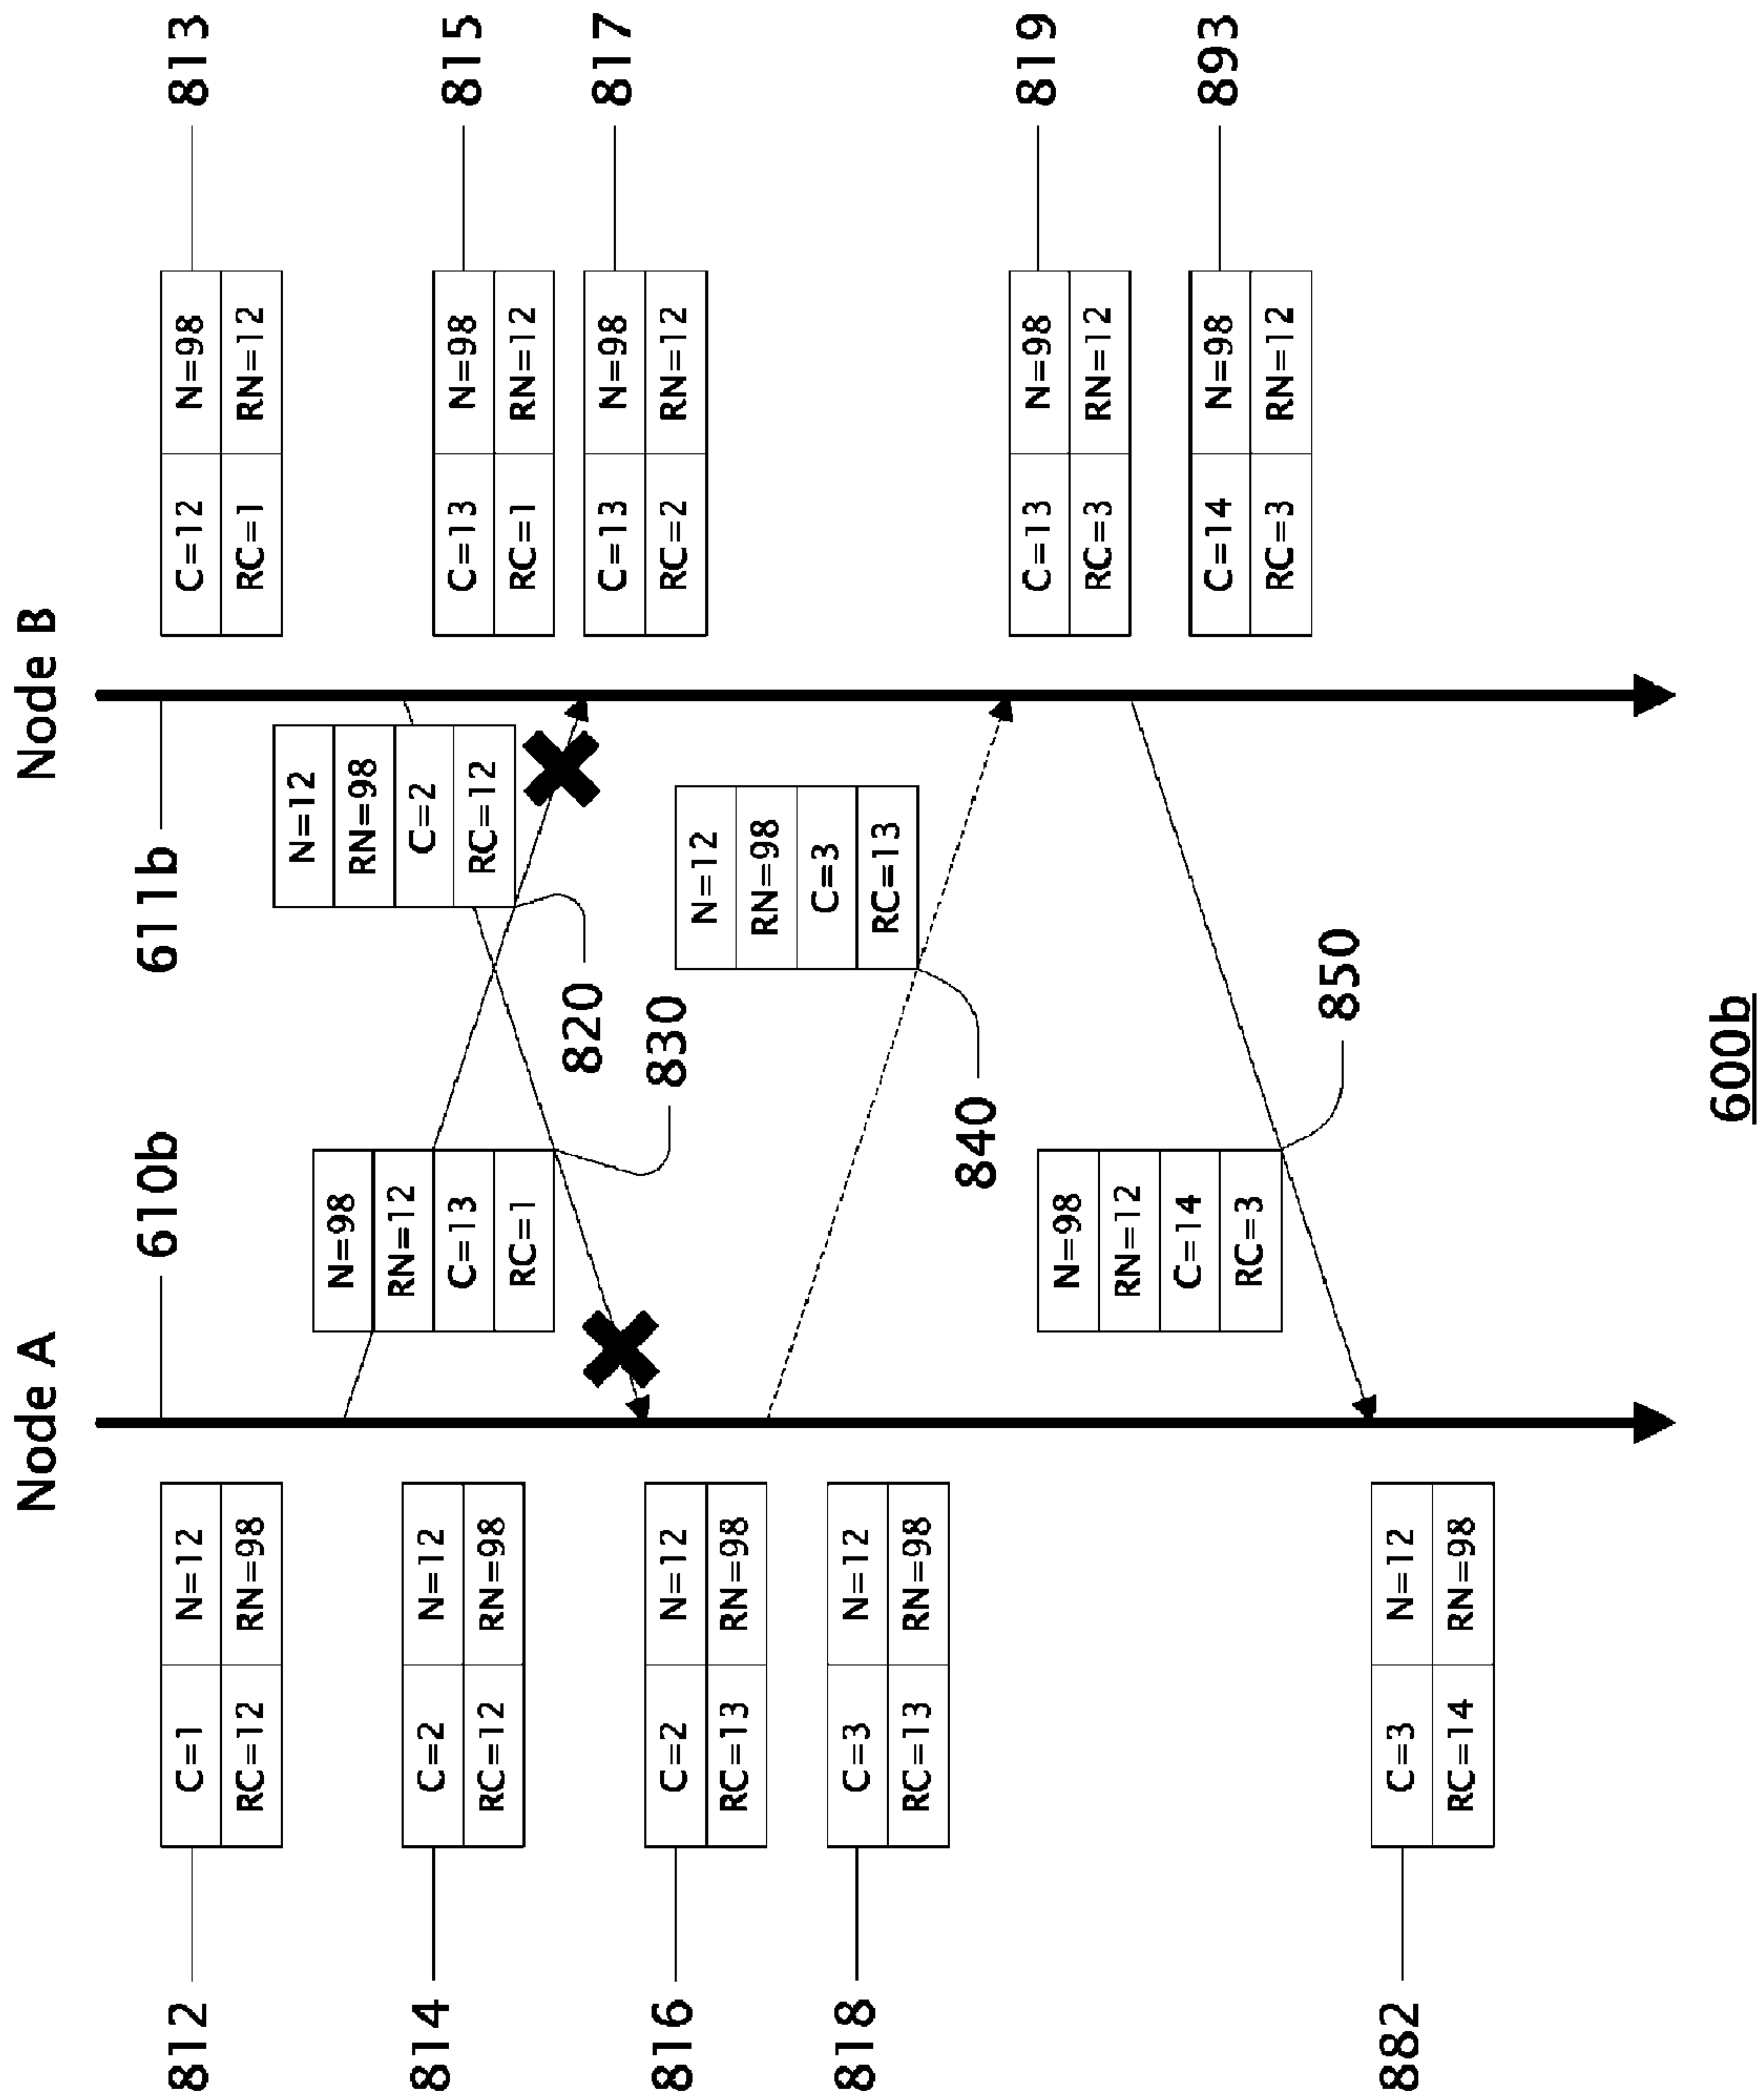 Node A
Node B
610b
611b
812
C=1 N=12
RC=12 RN=98
C=12 N=98
RC=1 RN=12
813
N=12
RN=98
C=2
RC=12
820
N=98
RN=12
C=13
RC=1
830
814
C=2 N=12
RC=12 RN=98
C=13 N=98
RC=1 RN=12
815
C=13 N=98
RC=2 RN=12
817
816
C=2 N=12
RC=13 RN=98
N=12
RN=98
C=3
RC=13
840
818
C=3 N=12
RC=13 RN=98
C=13 N=98
RC=3 RN=12
819
N=98
RN=12
C=14
RC=3
850
C=14 N=98
RC=3 RN=12
893
882
C=3 N=12
RC=14 RN=98
600b